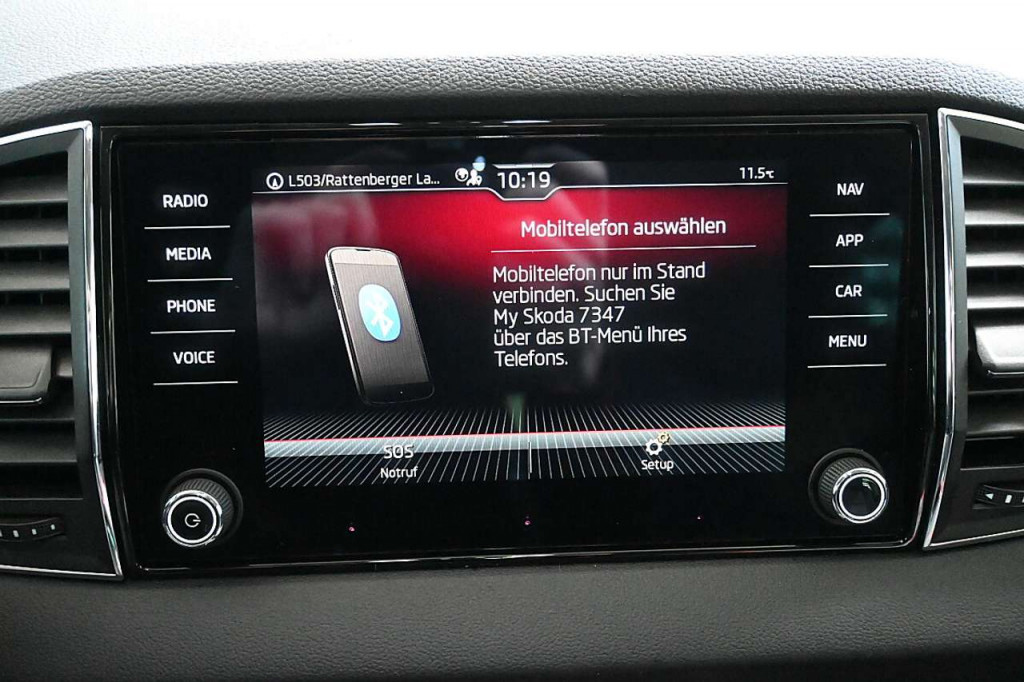 L503/Rattenberger La...
10:19
11.5°C
RADIO
MEDIA
PHONE
VOICE
Mobiltelefon auswählen
Mobiltelefon nur im Stand
verbinden. Suchen Sie
My Skoda 7347
über das BT-Menü Ihres
Telefons.
SOS
Notruf
Setup
NAV
APP
CAR
MENU